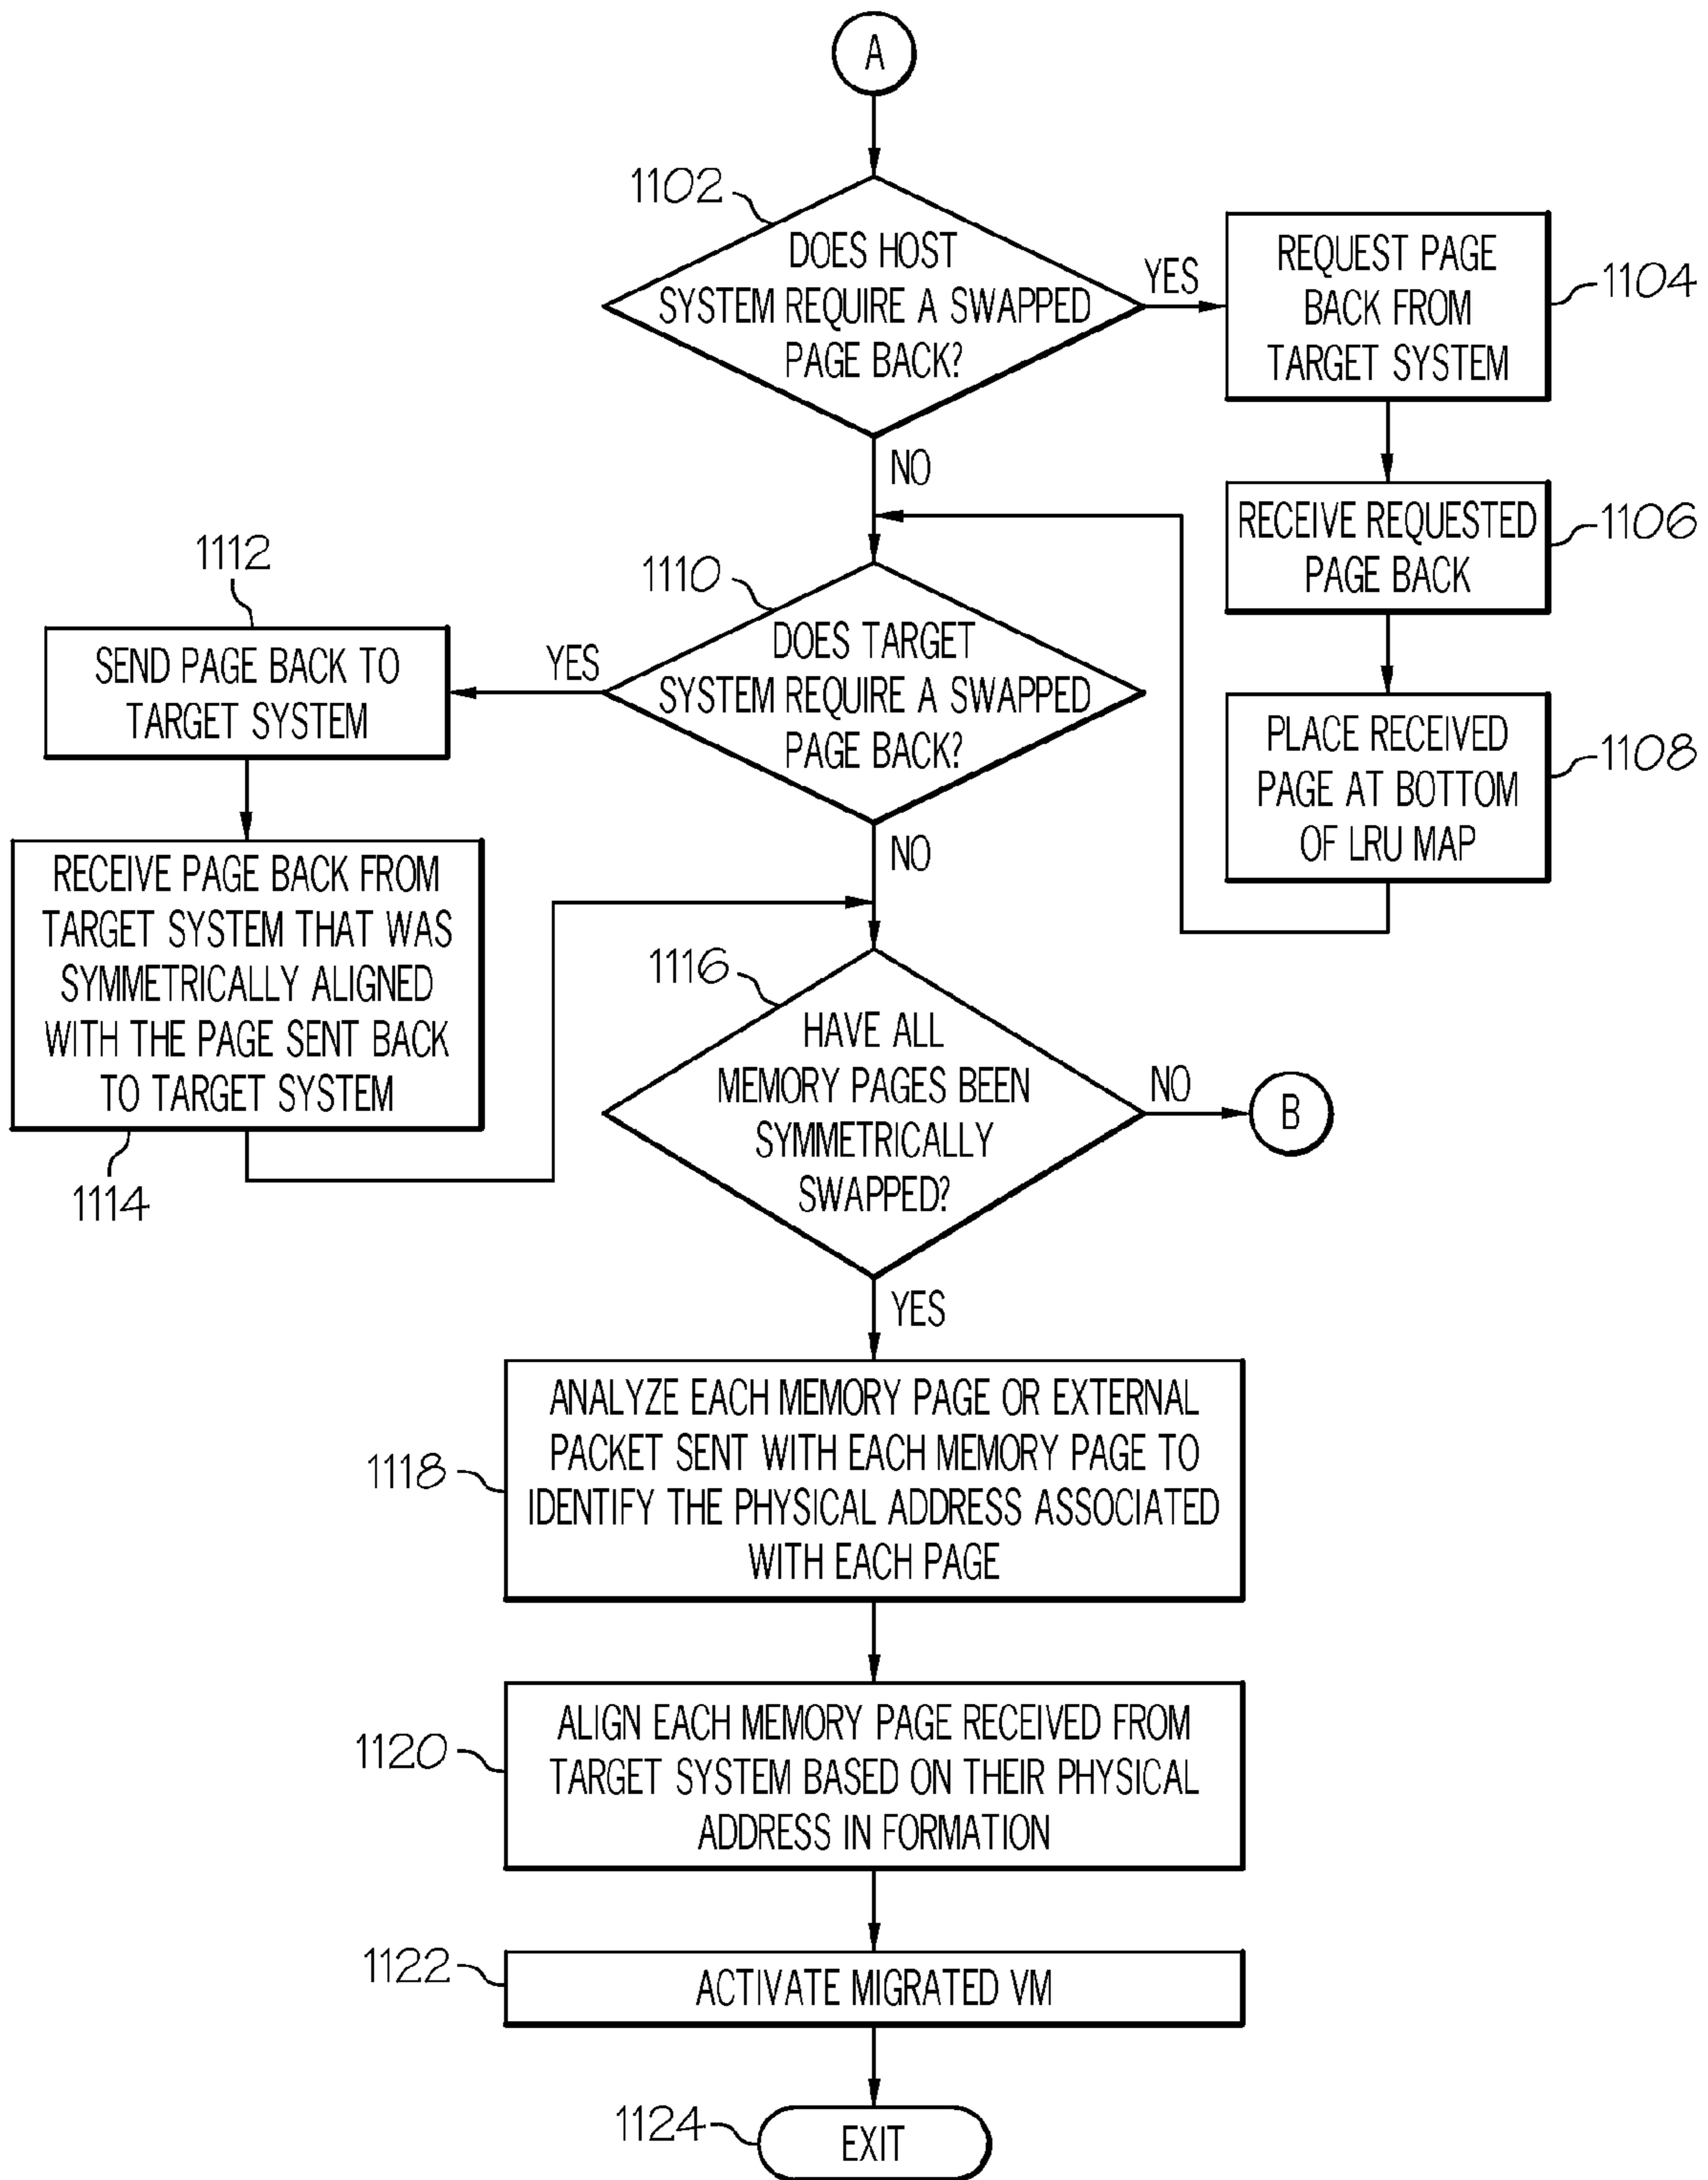 A
1102
DOES HOST
SYSTEM REQUIRE A SWAPPED
PAGE BACK?
YES
REQUEST PAGE
BACK FROM
TARGET SYSTEM
1104
NO
RECEIVE REQUESTED
PAGE BACK
1106
PLACE RECEIVED
PAGE AT BOTTOM
OF LRU MAP
1108
1110
DOES TARGET
SYSTEM REQUIRE A SWAPPED
PAGE BACK?
YES
1112
SEND PAGE BACK TO
TARGET SYSTEM
RECEIVE PAGE BACK FROM
TARGET SYSTEM THAT WAS
SYMMETRICALLY ALIGNED
WITH THE PAGE SENT BACK
TO TARGET SYSTEM
1114
NO
1116
HAVE ALL
MEMORY PAGES BEEN
SYMMETRICALLY
SWAPPED?
NO
B
YES
1118
ANALYZE EACH MEMORY PAGE OR EXTERNAL
PACKET SENT WITH EACH MEMORY PAGE TO
IDENTIFY THE PHYSICAL ADDRESS ASSOCIATED
WITH EACH PAGE
1120
ALIGN EACH MEMORY PAGE RECEIVED FROM
TARGET SYSTEM BASED ON THEIR PHYSICAL
ADDRESS IN FORMATION
1122
ACTIVATE MIGRATED VM
1124
EXIT